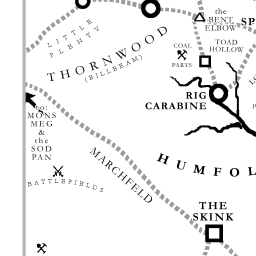 LITTLE
PLENTY
THORNWOOD
(BILLBEAM)
the
BENT
ELBOW
TOAD
HOLLOW
SP
COAL
PARTS
RIG
CARABINE
to:
MONS
MEG
&
the
SOD
PAN
BATTLEFIELDS
MARCHFELD
HUMFOL
THE
SKINK